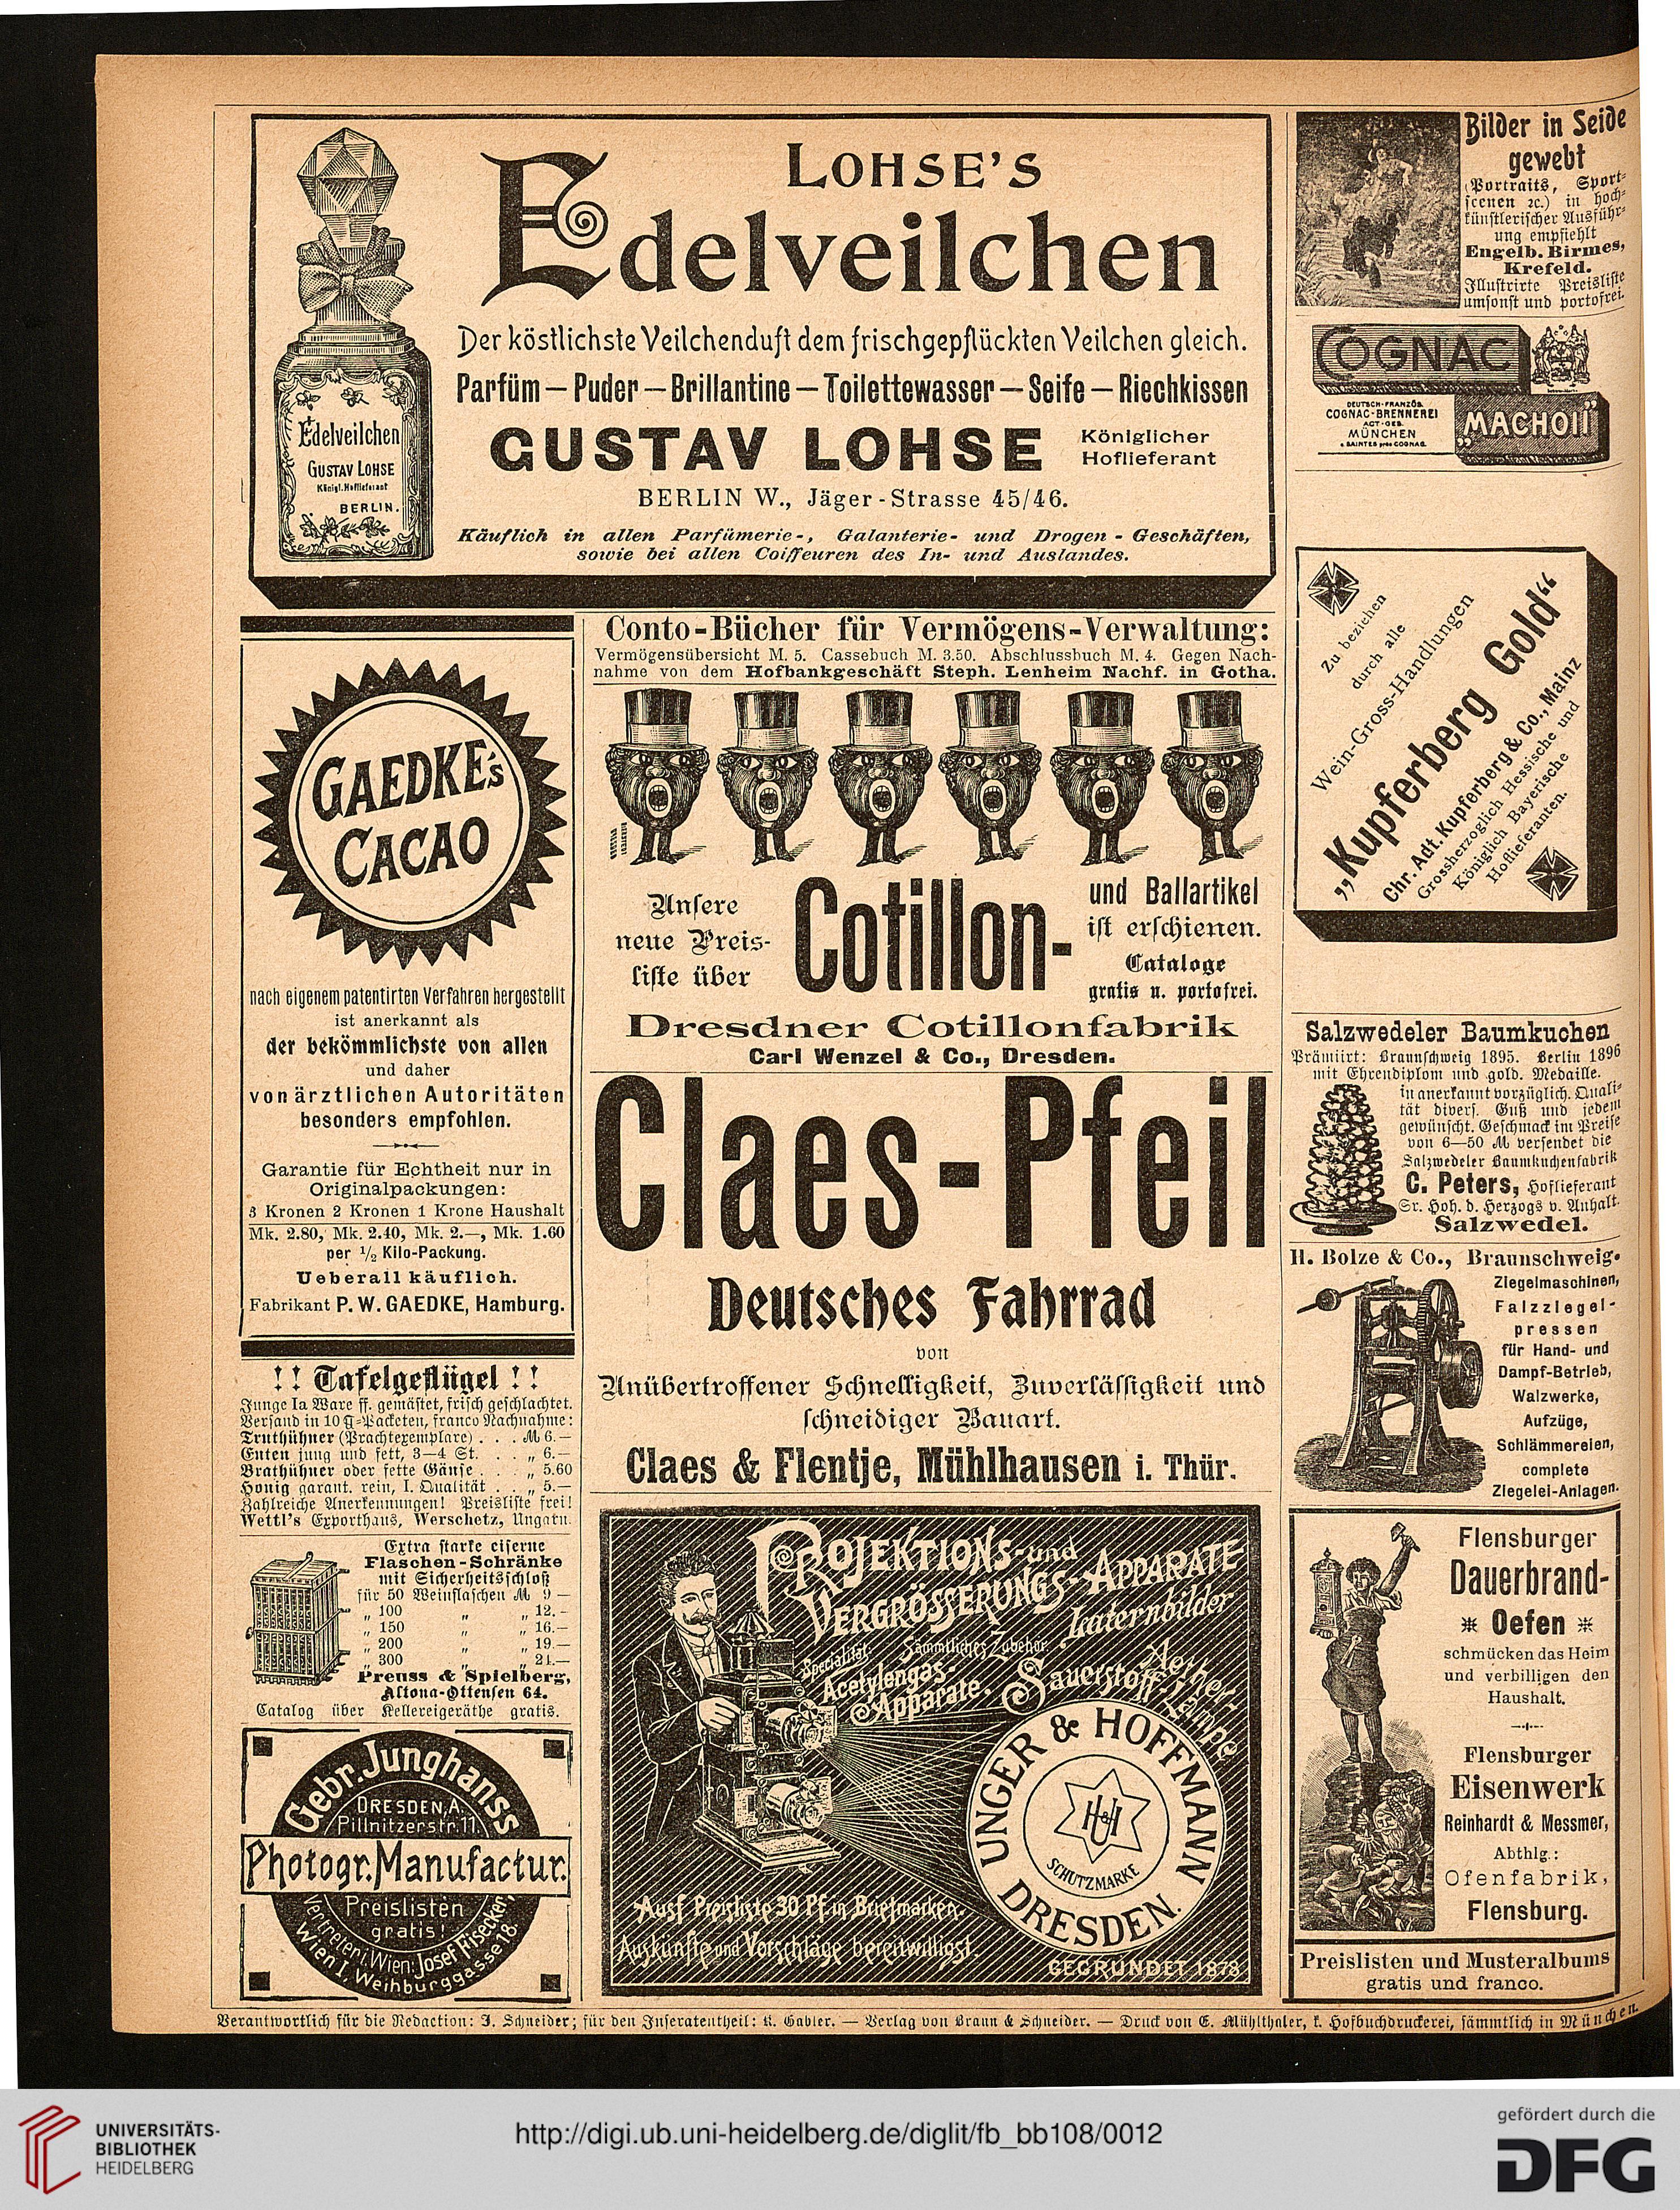 LOHSE'S
Edelveilchen
Der köstlichste Veilchenduft dem frischgepflückten Veilchen gleich.
Parfüm — Puder — Brillantine — Toilettewasser — Seife — Riechkissen
GUSTAV LOHSE
Königlicher
Hoflieferant
BERLIN W., Jäger-Strasse 45/46.
Käuflich in allen Parfümerie-, Galanterie- und Drogen-Geschäften,
sowie bei allen Coiffeuren des In- und Auslandes.
Edelveilchen
GUSTAV LOHSE
Königl. Hoflieferant
BERLIN.
Bilder in Seide
gewebt
(Portraits, Sport-
scenen ꝛc.) in hoch-
künstlerischer Ausführ-
ung empfiehlt
Engelb. Birmes,
Krefeld.
Illustrirte Preisliste
umsonst und portofrei.
COGNAC
DEUTSCH-FRANZÖS.
COGNAC-BRENNEREI
ACT-GES.
MÜNCHEN
& SAINTES près COGNAC.
„MACHOLL"
Zu beziehen
durch alle
Wein-Gross-Handlungen
„Kupferberg Gold“
Chr. Adt. Kupferberg & Co., Mainz
Grossherzoglich Hessische und
Königlich Bayerische
Hoflieferanten.
GAEDKE's
CACAO
nach eigenem patentirten Verfahren hergestellt
ist anerkannt als
der bekömmlichste von allen
und daher
von ärztlichen Autoritäten
besonders empfohlen.
Garantie für Echtheit nur in
Originalpackungen:
3 Kronen 2 Kronen 1 Krone Haushalt
Mk. 2.80, Mk. 2.40, Mk. 2.—, Mk. 1.60
per ½ Kilo-Packung.
Ueberall käuflich.
Fabrikant P. W. GAEDKE, Hamburg.
Conto-Bücher für Vermögens-Verwaltung:
Vermögensübersicht M. 5. Cassebuch M. 3.50. Abschlussbuch M. 4. Gegen Nach-
nahme von dem Hofbankgeschäft Steph. Lenheim Nachf. in Gotha.
Unsere
neue Preis-
liste über
Cotillon-
und Ballartikel
ist erschienen.
Cataloge
gratis u. portofrei.
Dresdner Cotillonfabrik
Carl Wenzel & Co., Dresden.
Claes-Pfeil
Deutsches Fahrrad
von
Unübertroffener Schnelligkeit, Zuverlässigkeit und
schneidiger Bauart.
Claes & Flentje, Mühlhausen i. Thür.
Salzwedeler Baumkuchen
Prämiirt: Braunschweig 1895. Berlin 1896
mit Ehrendiplom und gold. Medaille.
in anerkannt vorzüglich. Quali-
tät divers. Guß und jedem
gewünscht. Geschmack im Preise
von 6—50 M versendet die
Salzwedeler Baumkuchenfabrik
C. Peters, Hoflieferant
Sr. Hoh. d. Herzogs v. Anhalt.
Salzwedel.
H. Bolze & Co., Braunschweig.
Ziegelmaschinen,
Falzziegel-
pressen
für Hand- und
Dampf-Betrieb,
Walzwerke,
Aufzüge,
Schlämmereien,
complete
Ziegelei-Anlagen.
!! Tafelgeflügel !!
Junge Ia Ware ff. gemästet, frisch geschlachtet.
Versand in 10 ℔-Packeten, franco Nachnahme:
Truthühner (Prachtexemplare) . . . M 6.—
Enten jung und fett, 3—4 St. . . . „ 6.—
Brathühner oder fette Gänse . . . „ 5.60
Honig garant. rein, I. Qualität . . „ 5.—
Zahlreiche Anerkennungen! Preisliste frei!
Wettl's Exporthaus, Werschetz, Ungarn.
Extra starke eiserne
Flaschen-Schränke
mit Sicherheitsschloß
für 50 Weinflaschen M 9 —
„ 100 „ „ 12.-
„ 150 „ „ 16.—
„ 200 „ „ 19.—
„ 300 „ „ 21.—
Preuss & Spielberg,
Altona-Ottensen 64.
Catalog über Kellereigeräthe gratis.
Gebr. Junghanss
DRESDEN, A.
Pillnitzerstr. 11.
Photogr. Manufactur.
Preislisten
gratis!
Vertreter i. Wien: Josef Fisecker,
Wien I. Weihburggasse 18.
PROJEKTIONS-und
VERGRÖSSERUNGS-APPARATE
Laternbilder
Sämmtliches Zubehör.
Specialität:
Acetylengas-
Apparate.
Sauerstoff-
Aether-
Lampe
UNGER & HOFFMANN
U&H
SCHUTZMARKE
DRESDEN.
Ausf Preisliste 30 Pf. in Briefmarken.
Auskünfte und Vorschläge bereitwilligst.
GEGRÜNDET 1873
Flensburger
Dauerbrand-
Oefen
schmücken das Heim
und verbilligen den
Haushalt.
Flensburger
Eisenwerk
Reinhardt & Messmer,
Abthlg.:
Ofenfabrik,
Flensburg.
Preislisten und Musteralbums
gratis und franco.
Verantwortlich für die Redaction: J. Schneider; für den Inseratentheil: K. Gabler. — Verlag von Braun & Schneider. — Druck von E. Mühlthaler, k. Hofbuchdruckerei, sämmtlich in München.
UNIVERSITÄTS-
BIBLIOTHEK
HEIDELBERG
http://digi.ub.uni-heidelberg.de/diglit/fb_bb108/0012
gefördert durch die
DFG